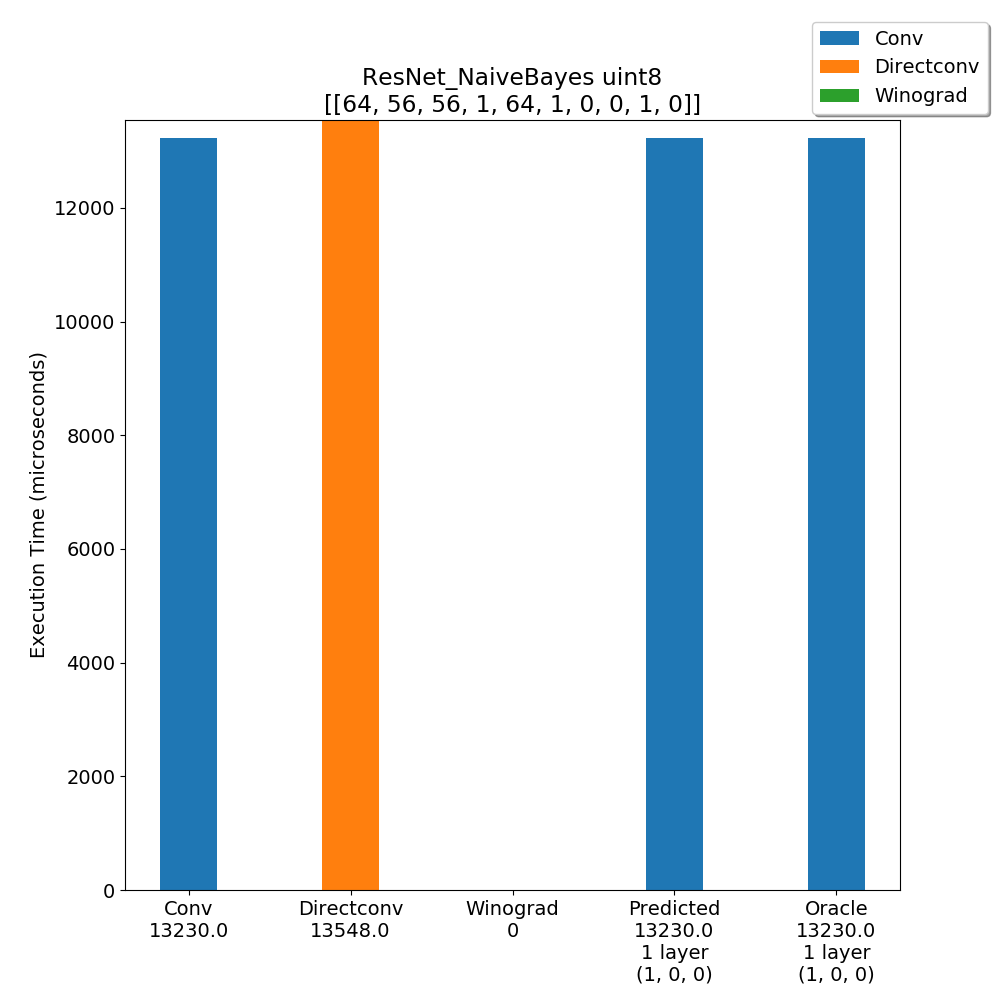 Conv
Directconv
Winograd
ResNet_NaiveBayes uint8
[[64, 56, 56, 1, 64, 1, 0, 0, 1, 0]]
Execution Time (microseconds)
12000
10000
8000
6000
4000
2000
0
Conv
13230.0
Directconv
13548.0
Winograd
0
Predicted
13230.0
1 layer
(1, 0, 0)
Oracle
13230.0
1 layer
(1, 0, 0)